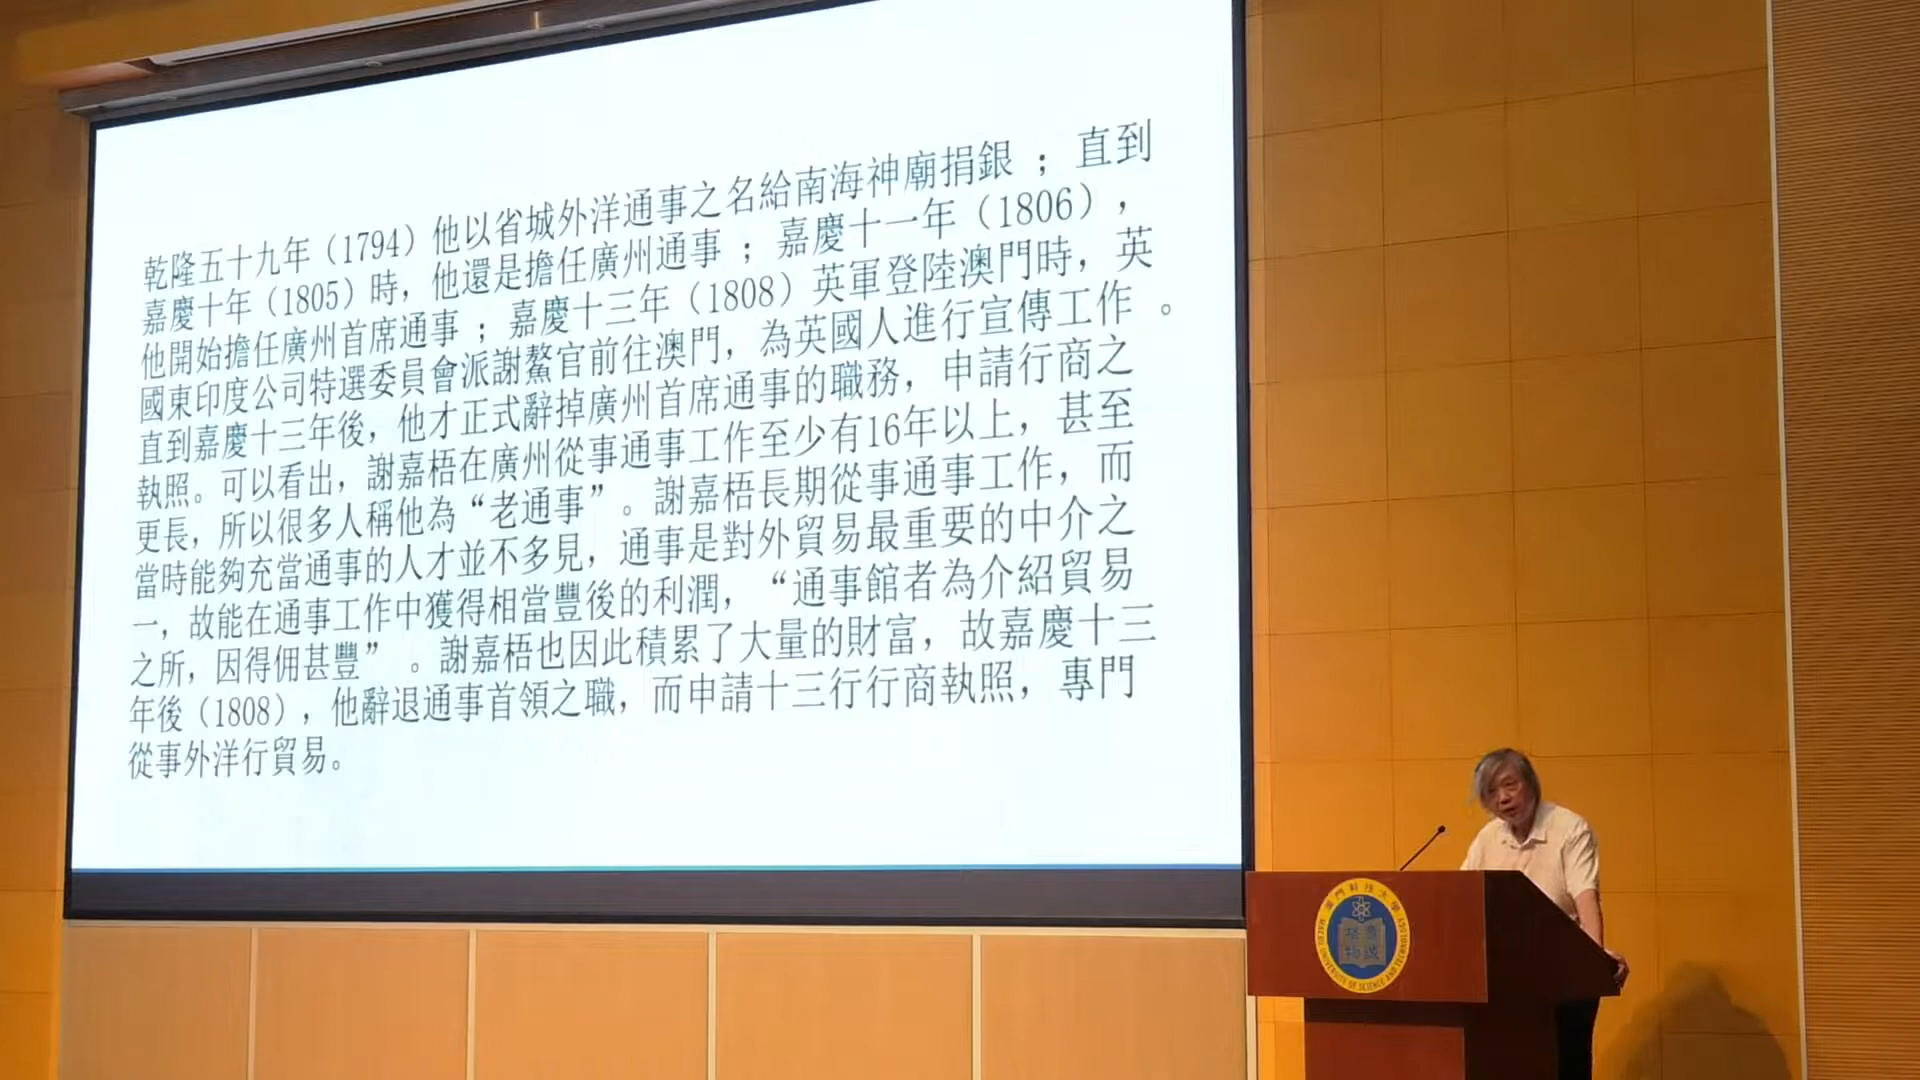 乾隆五十九年（1794）他以省城外洋通事之名給南海神廟捐銀；直到
嘉慶十年（1805）時，他還是擔任廣州通事；嘉慶十一年（1806），
他開始擔任廣州首席通事；嘉慶十三年（1808）英軍登陸澳門時，英
國東印度公司特選委員會派謝鰲官前往澳門，為英國人進行宣傳工作。
直到嘉慶十三年後，他才正式辭掉廣州首席通事的職務，申請行商之
執照。可以看出，謝嘉梧在廣州從事通事工作至少有16年以上，甚至
更長，所以很多人稱他為“老通事”。謝嘉梧長期從事通事工作，而
當時能夠充當通事的人才並不多見，通事是對外貿易最重要的中介之
一，故能在通事工作中獲得相當豐後的利潤，“通事館者為介紹貿易
之所，因得佣甚豐”。謝嘉梧也因此積累了大量的財富，故嘉慶十三
年後（1808），他辭退通事首領之職，而申請十三行行商執照，專門
從事外洋行貿易。
澳門科技大學
MACAU UNIVERSITY OF SCIENCE AND TECHNOLOGY